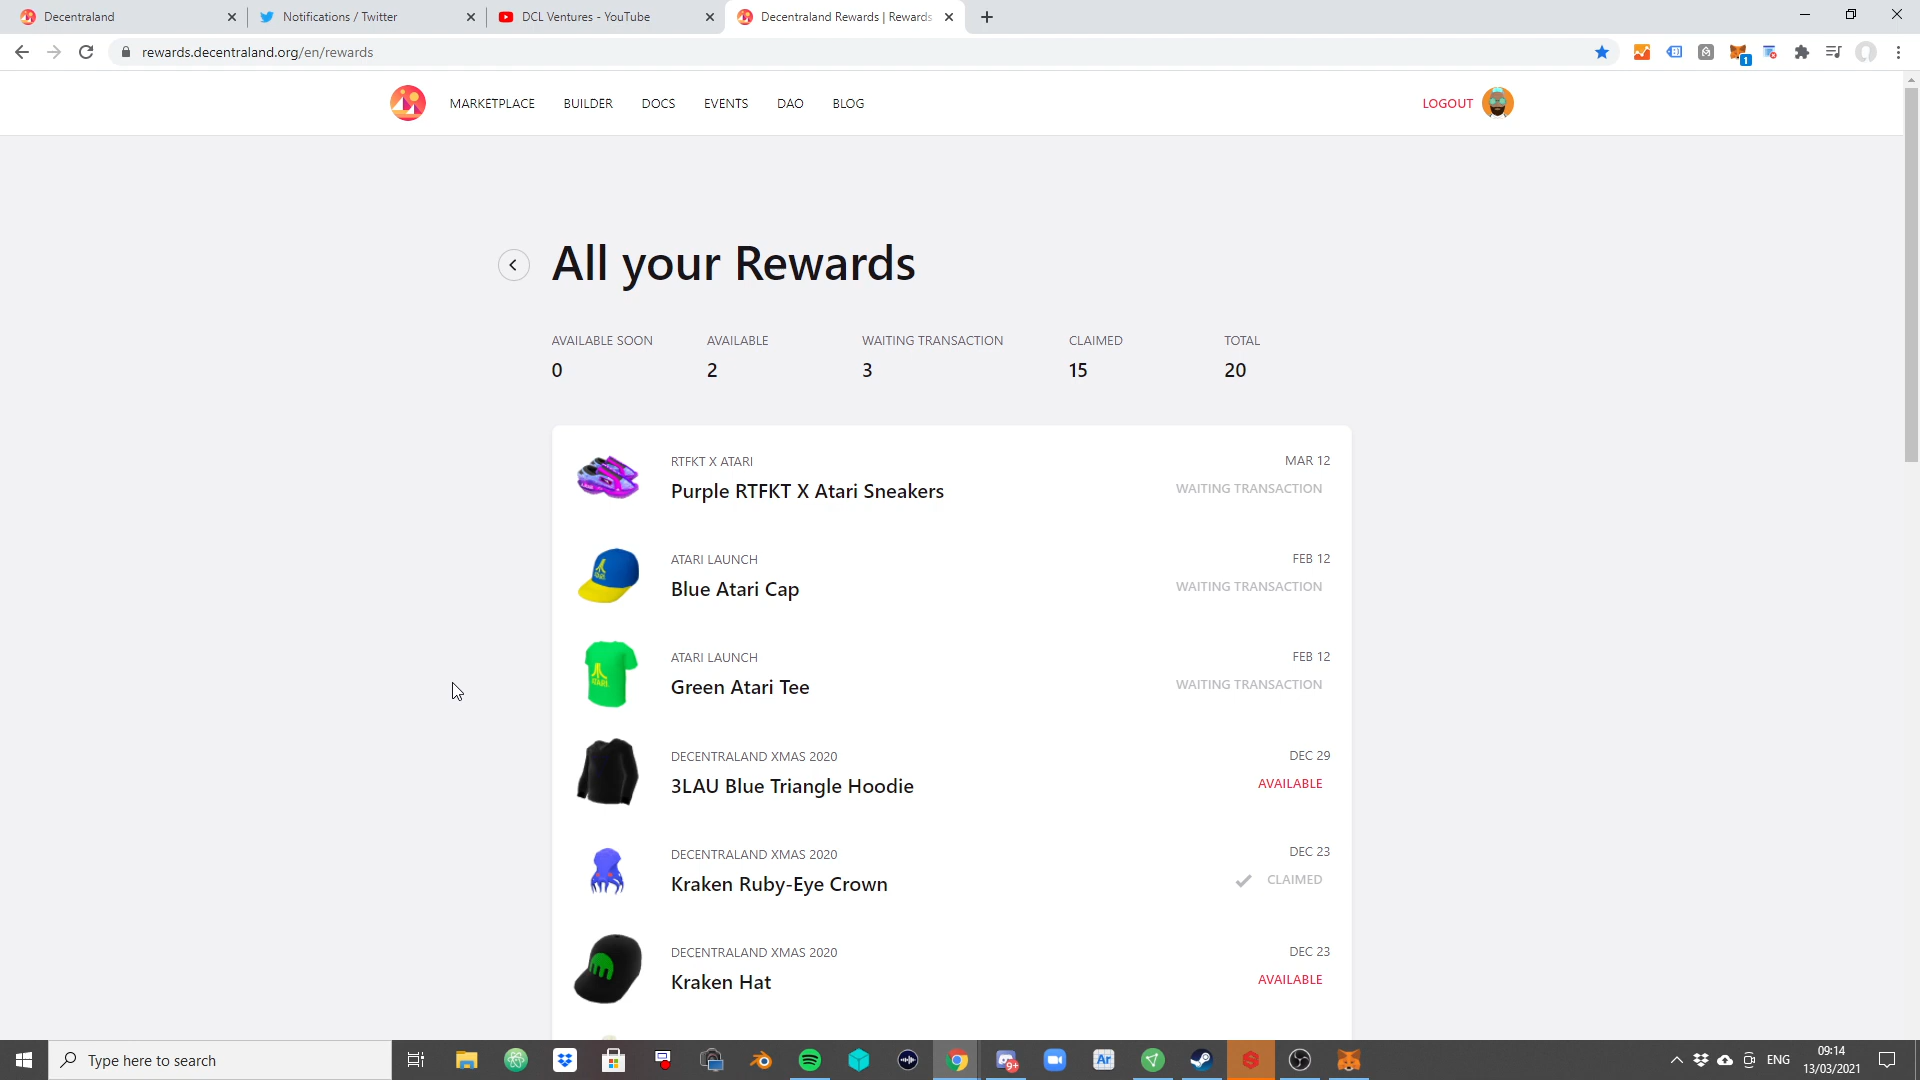 Decentraland
Notifications / Twitter
DCL Ventures - YouTube
Decentraland Rewards | Rewards
rewards.decentraland.org/en/rewards
1
MARKETPLACE BUILDER DOCS EVENTS DAO BLOG
LOGOUT
All your Rewards
AVAILABLE SOON AVAILABLE WAITING TRANSACTION CLAIMED TOTAL
0 2 3 15 20
RTFKT X ATARI MAR 12
Purple RTFKT X Atari Sneakers WAITING TRANSACTION
ATARI LAUNCH FEB 12
Blue Atari Cap WAITING TRANSACTION
ATARI LAUNCH FEB 12
Green Atari Tee WAITING TRANSACTION
ATARI
DECENTRALAND XMAS 2020 DEC 29
3LAU Blue Triangle Hoodie AVAILABLE
DECENTRALAND XMAS 2020 DEC 23
Kraken Ruby-Eye Crown CLAIMED
DECENTRALAND XMAS 2020 DEC 23
Kraken Hat AVAILABLE
Type here to search
9+
Ar
ENG
09:14
13/03/2021